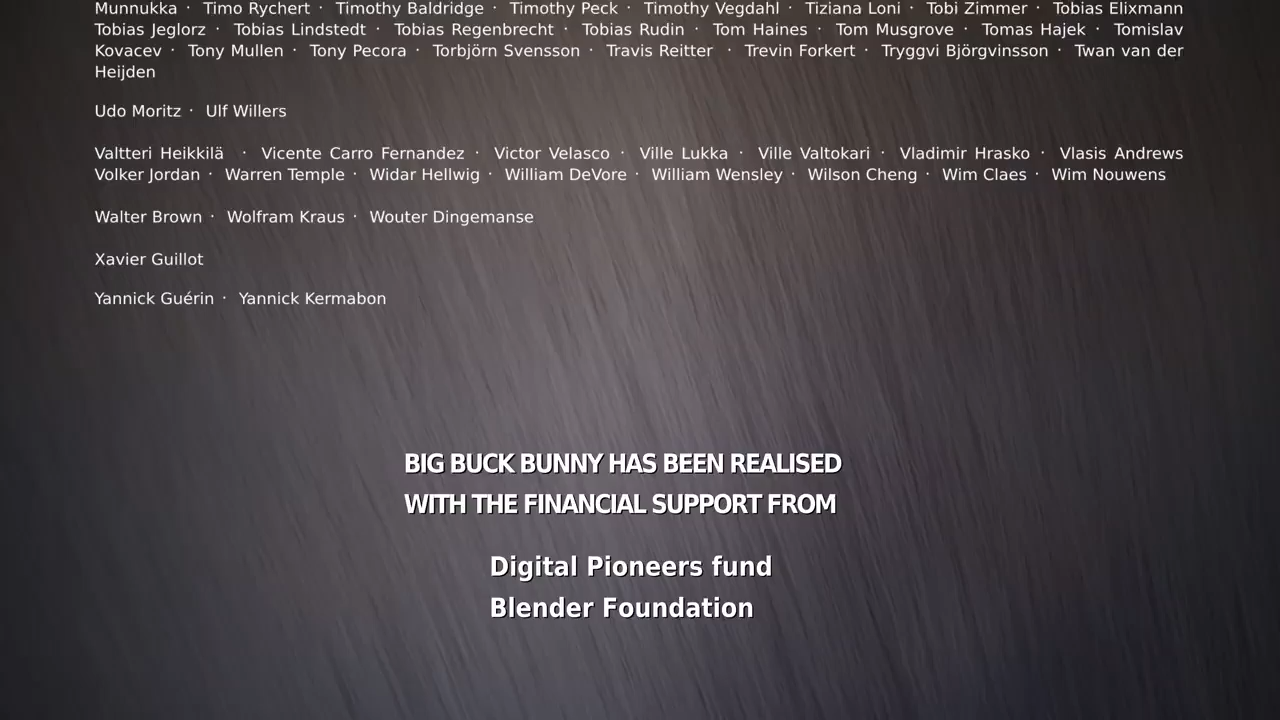 Munnukka · Timo Rychert · Timothy Baldridge · Timothy Peck · Timothy Vegdahl · Tiziana Loni · Tobi Zimmer · Tobias Elixmann
Tobias Jeglorz · Tobias Lindstedt · Tobias Regenbrecht · Tobias Rudin · Tom Haines · Tom Musgrove · Tomas Hajek · Tomislav
Kovacev · Tony Mullen · Tony Pecora · Torbjörn Svensson · Travis Reitter · Trevin Forkert · Tryggvi Björgvinsson · Twan van der
Heijden
Udo Moritz · Ulf Willers
Valtteri Heikkilä · Vicente Carro Fernandez · Victor Velasco · Ville Lukka · Ville Valtokari · Vladimir Hrasko · Vlasis Andrews
Volker Jordan · Warren Temple · Widar Hellwig · William DeVore · William Wensley · Wilson Cheng · Wim Claes · Wim Nouwens
Walter Brown · Wolfram Kraus · Wouter Dingemanse
Xavier Guillot
Yannick Guérin · Yannick Kermabon
BIG BUCK BUNNY HAS BEEN REALISED
WITH THE FINANCIAL SUPPORT FROM
Digital Pioneers fund
Blender Foundation